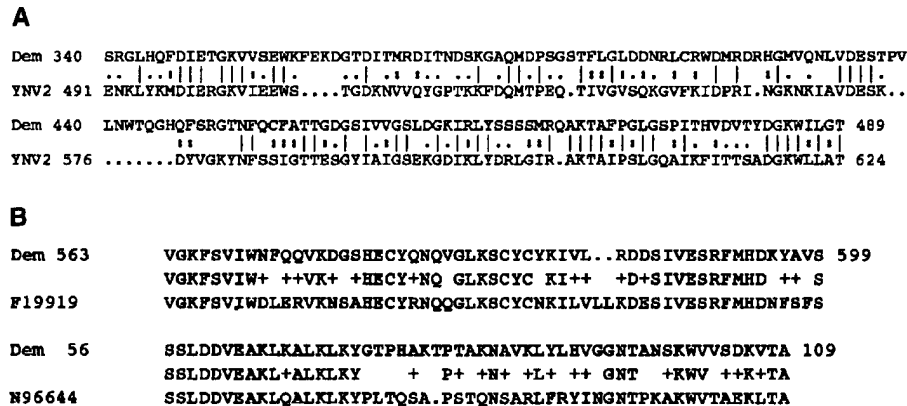 A
Dem 340 SRGLHQFDIETGKVVSEWKFEKDGTDITMRDITNDSKGAQMDPSGSTFLGLDDNRLCRWDMRDRHGMVQNLVDESTPV
YNV2 491 ENKLYKMDIERGKVIEEWS....TGDKNVVQYGPTKKFDQMTPEQ.TIVGVSQKGVFKIDPRI.NGKNKIAVDESK..
Dem 440 LNWTQGHQFSRGTNFQCFATTGDGSIVVGSLDGKIRLYSSSSMRQAKTAFPGLGSPITHVDVTYDGKWILGT 489
YNV2 576 .......DYVGKYNFSSIGTTESGYIAIGSEKGDIKLYDRLGIR.AKTAIPSLGQAIKFITTSADGKWLLAT 624
B
Dem 563 VGKFSVIWNFQQVKDGSHECYQNQVGLKSCYCYKIVL..RDDSIVESRFMHDKYAVS 599
VGKFSVIW+ ++VK+ +HECY+NQ GLKSCYC KI++ +D+SIVESRFMHD ++ S
F19919 VGKFSVIWDLERVKNSAHECYRNQQGLKSCYCNKILVLLKDESIVESRFMHDNFSFS
Dem 56 SSLDDVEAKLKALKLKYGTPHAKTPTAKNAVKLYLHVGGNTANSKWVVSDKVTA 109
SSLDDVEAKL+ALKLKY + P+ +N+ +L+ ++ GNT +KWV ++K+TA
N96644 SSLDDVEAKLQALKLKYPLTQSA.PSTQNSARLFRYINGNTPKAKWVTAEKLTA